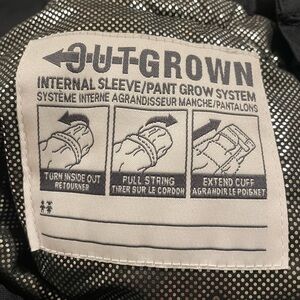 OUTGROWN
INTERNAL SLEEVE/PANT GROW SYSTEM
SYSTÈME INTERNE AGRANDISSEUR MANCHE/PANTALONS
TURN INSIDE OUT
RETOURNER
PULL STRING
TIRER SUR LE CORDON
EXTEND CUFF
AGRANDIR LE POIGNET